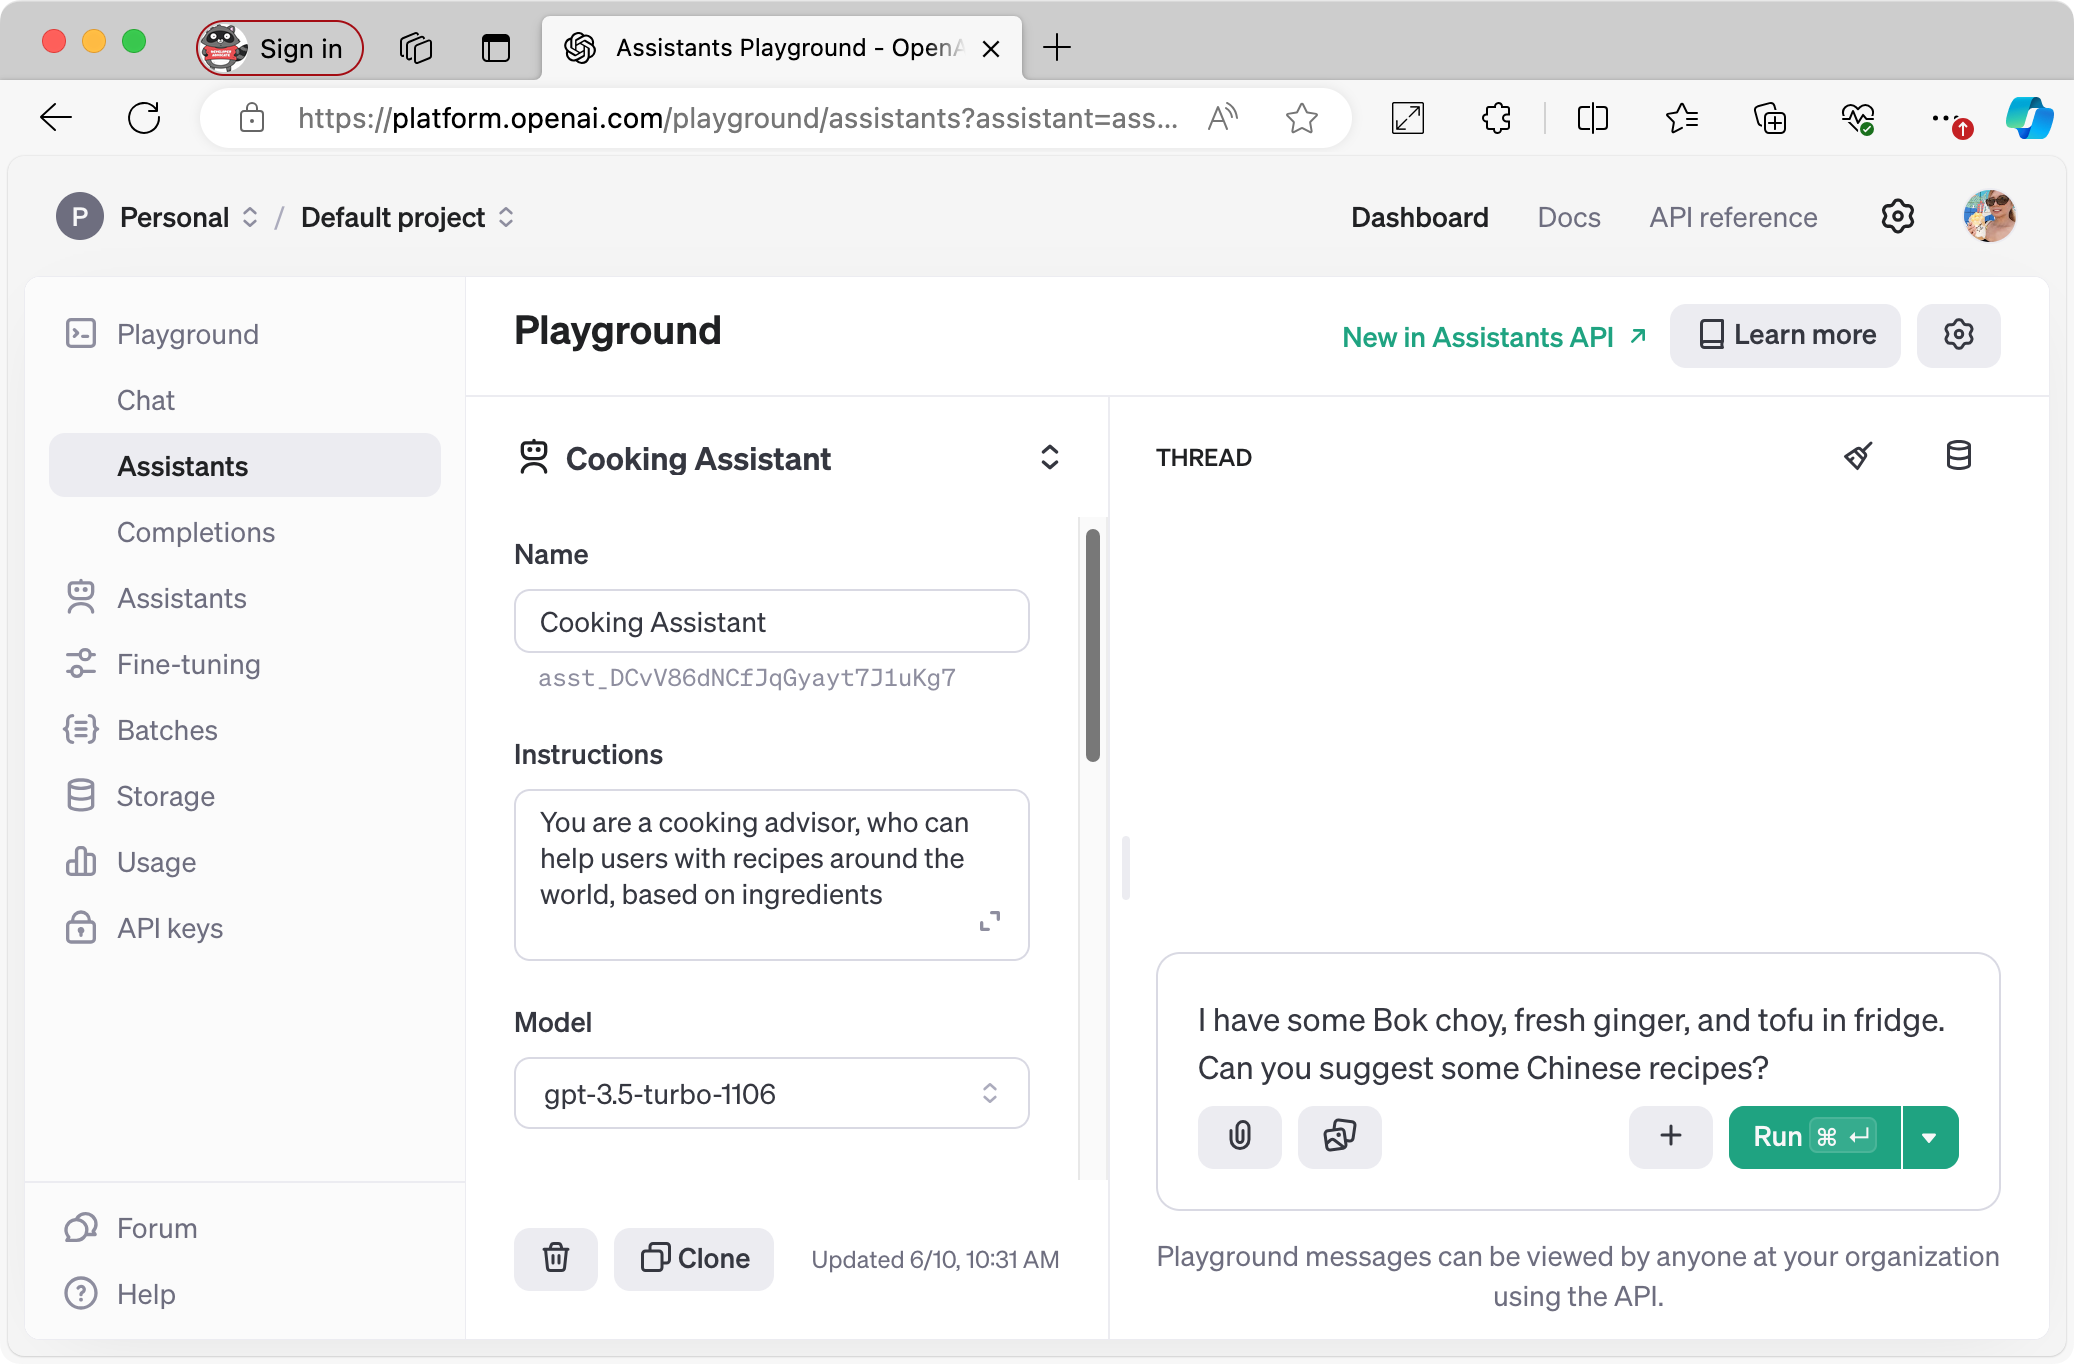 Sign in
Assistants Playground - OpenA
https://platform.openai.com/playground/assistants?assistant=ass...
P Personal / Default project
Dashboard Docs API reference
Playground
Chat
Assistants
Completions
Assistants
Fine-tuning
Batches
Storage
Usage
API keys
Forum
Help
Playground
New in Assistants API
Learn more
Cooking Assistant
Name
Cooking Assistant
asst_DCvV86dNCfJqGyayt7J1uKg7
Instructions
You are a cooking advisor, who can
help users with recipes around the
world, based on ingredients
Model
gpt-3.5-turbo-1106
Clone
Updated 6/10, 10:31 AM
THREAD
I have some Bok choy, fresh ginger, and tofu in fridge.
Can you suggest some Chinese recipes?
Run ⌘ ↵
Playground messages can be viewed by anyone at your organization
using the API.